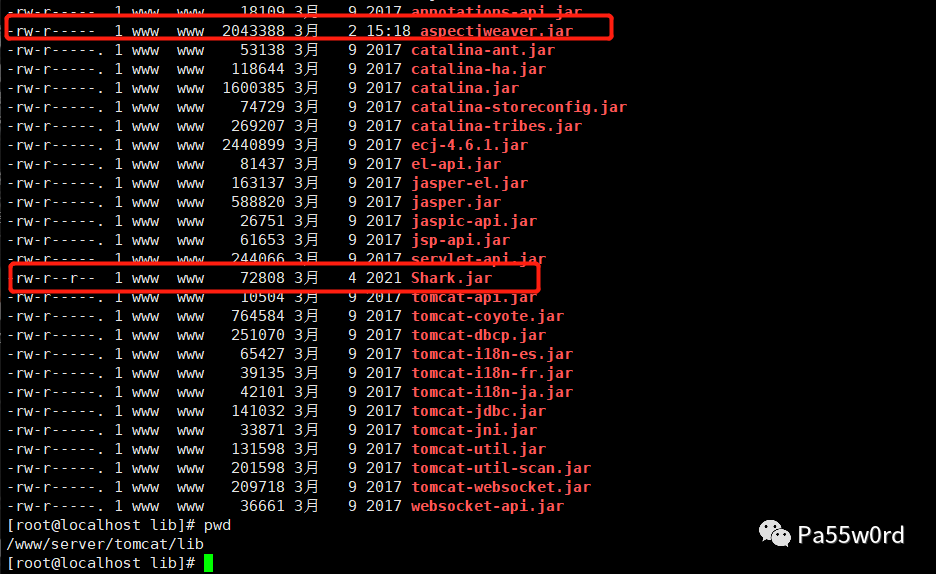 18109 3月 9 2017 annotations-api.jar
-rw-r-----  1 www www 2043388 3月 2 15:18 aspectjweaver.jar
-rw-r-----. 1 www www 53138 3月 9 2017 catalina-ant.jar
-rw-r-----. 1 www www 118644 3月 9 2017 catalina-ha.jar
-rw-r-----. 1 www www 1600385 3月 9 2017 catalina.jar
-rw-r-----. 1 www www 74729 3月 9 2017 catalina-storeconfig.jar
-rw-r-----. 1 www www 269207 3月 9 2017 catalina-tribes.jar
-rw-r-----. 1 www www 2440899 3月 9 2017 ecj-4.6.1.jar
-rw-r-----. 1 www www 81437 3月 9 2017 el-api.jar
-rw-r-----. 1 www www 163137 3月 9 2017 jasper-el.jar
-rw-r-----. 1 www www 588820 3月 9 2017 jasper.jar
-rw-r-----. 1 www www 26751 3月 9 2017 jaspic-api.jar
-rw-r-----. 1 www www 61653 3月 9 2017 jsp-api.jar
-rw-r-----. 1 www www 244066 3月 9 2017 servlet-api.jar
-rw-r--r--  1 www www 72808 3月 4 2021 Shark.jar
-rw-r-----. 1 www www 10504 3月 9 2017 tomcat-api.jar
-rw-r-----. 1 www www 764584 3月 9 2017 tomcat-coyote.jar
-rw-r-----. 1 www www 251070 3月 9 2017 tomcat-dbcp.jar
-rw-r-----. 1 www www 65427 3月 9 2017 tomcat-i18n-es.jar
-rw-r-----. 1 www www 39135 3月 9 2017 tomcat-i18n-fr.jar
-rw-r-----. 1 www www 42101 3月 9 2017 tomcat-i18n-ja.jar
-rw-r-----. 1 www www 141032 3月 9 2017 tomcat-jdbc.jar
-rw-r-----. 1 www www 33871 3月 9 2017 tomcat-jni.jar
-rw-r-----. 1 www www 131598 3月 9 2017 tomcat-util.jar
-rw-r-----. 1 www www 201598 3月 9 2017 tomcat-util-scan.jar
-rw-r-----. 1 www www 209718 3月 9 2017 tomcat-websocket.jar
-rw-r-----. 1 www www 36661 3月 9 2017 websocket-api.jar
[root@localhost lib]# pwd
/www/server/tomcat/lib
[root@localhost lib]#
Pa55w0rd